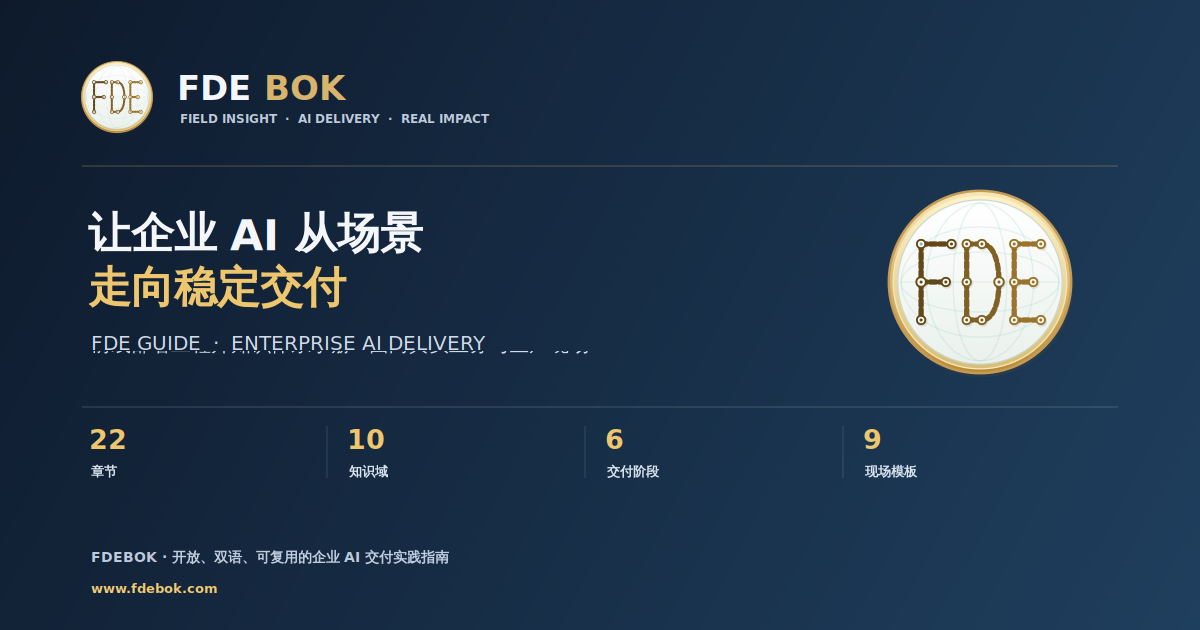 FDE
FDE BOK
FIELD INSIGHT · AI DELIVERY · REAL IMPACT
让企业 AI 从场景
走向稳定交付
FDE
FDE GUIDE · ENTERPRISE AI DELIVERY
22
章节
10
知识域
6
交付阶段
9
现场模板
FDEBOK · 开放、双语、可复用的企业 AI 交付实践指南
www.fdebok.com